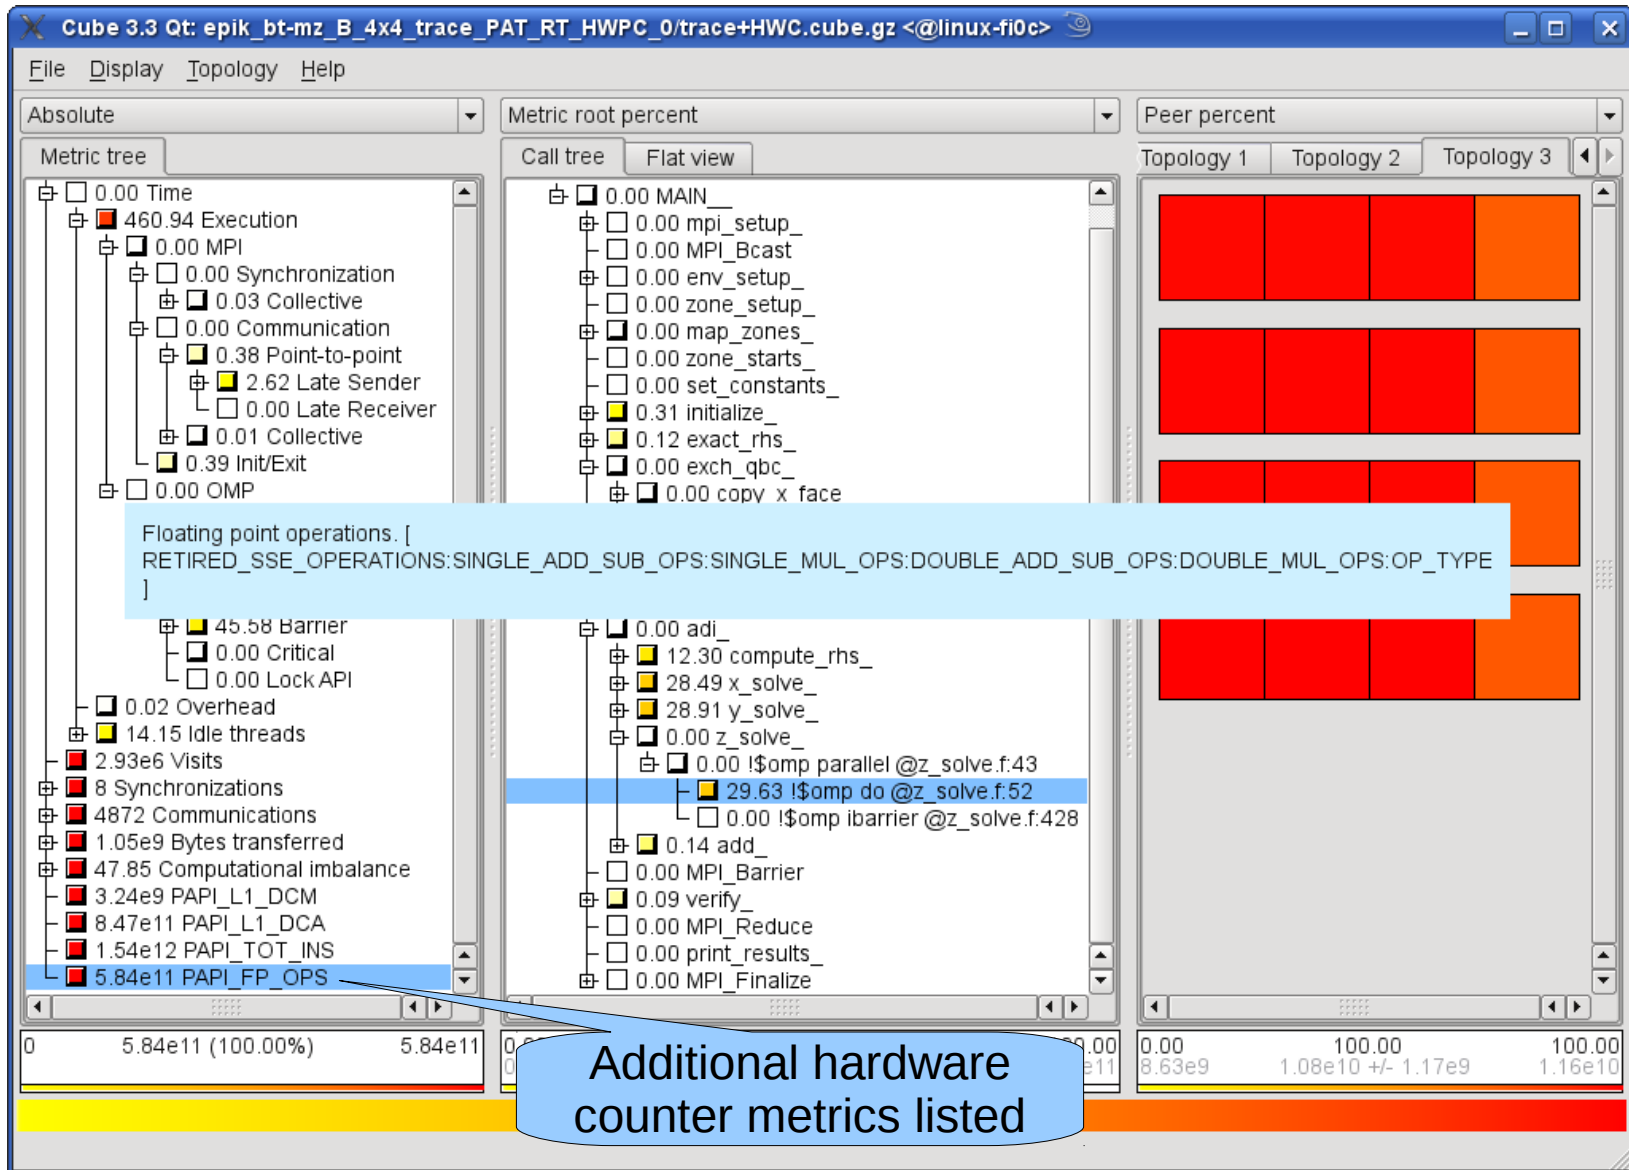 Cube 3.3 Qt: epik_bt-mz_B_4x4_trace_PAT_RT_HWPC_0/trace+HWC.cube.gz <@linux-fi0c>
File Display Topology Help
Absolute
Metric tree
0.00 Time
460.94 Execution
0.00 MPI
0.00 Synchronization
0.03 Collective
0.00 Communication
0.38 Point-to-point
2.62 Late Sender
0.00 Late Receiver
0.01 Collective
0.39 Init/Exit
0.00 OMP
45.58 Barrier
0.00 Critical
0.00 Lock API
0.02 Overhead
14.15 Idle threads
2.93e6 Visits
8 Synchronizations
4872 Communications
1.05e9 Bytes transferred
47.85 Computational imbalance
3.24e9 PAPI_L1_DCM
8.47e11 PAPI_L1_DCA
1.54e12 PAPI_TOT_INS
5.84e11 PAPI_FP_OPS
0 5.84e11 (100.00%) 5.84e11
Metric root percent
Call tree Flat view
0.00 MAIN__
0.00 mpi_setup_
0.00 MPI_Bcast
0.00 env_setup_
0.00 zone_setup_
0.00 map_zones_
0.00 zone_starts_
0.00 set_constants_
0.31 initialize_
0.12 exact_rhs_
0.00 exch_qbc_
0.00 copy_x_face
0.00 adi_
12.30 compute_rhs_
28.49 x_solve_
28.91 y_solve_
0.00 z_solve_
0.00 !$omp parallel @z_solve.f:43
29.63 !$omp do @z_solve.f:52
0.00 !$omp ibarrier @z_solve.f:428
0.14 add_
0.00 MPI_Barrier
0.09 verify_
0.00 MPI_Reduce
0.00 print_results_
0.00 MPI_Finalize
Peer percent
Topology 1 Topology 2 Topology 3
0.00 100.00 100.00
8.63e9 1.08e10 +/- 1.17e9 1.16e10
Floating point operations. [
RETIRED_SSE_OPERATIONS:SINGLE_ADD_SUB_OPS:SINGLE_MUL_OPS:DOUBLE_ADD_SUB_OPS:DOUBLE_MUL_OPS:OP_TYPE
]
Additional hardware
counter metrics listed